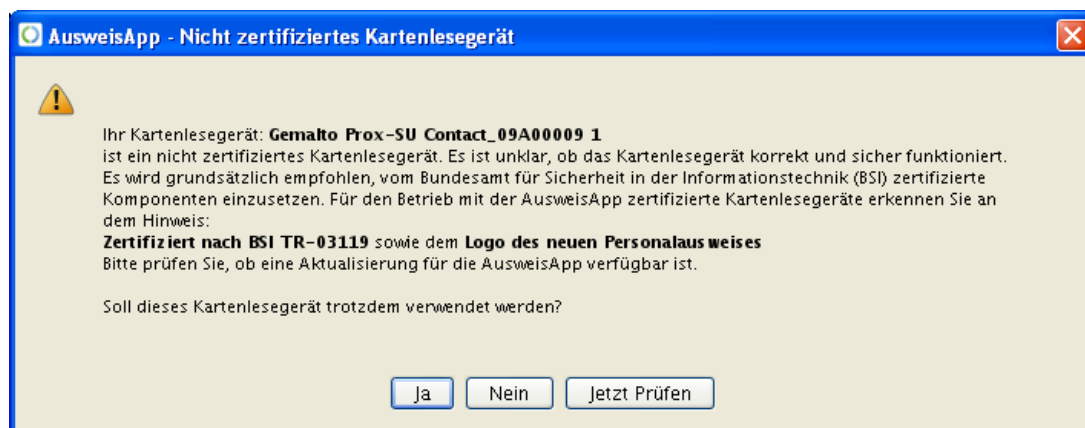 AusweisApp - Nicht zertifiziertes Kartenlesegerät
Ihr Kartenlesegerät: Gemalto Prox-SU Contact_09A00009 1
ist ein nicht zertifiziertes Kartenlesegerät. Es ist unklar, ob das Kartenlesegerät korrekt und sicher funktioniert.
Es wird grundsätzlich empfohlen, vom Bundesamt für Sicherheit in der Informationstechnik (BSI) zertifizierte
Komponenten einzusetzen. Für den Betrieb mit der AusweisApp zertifizierte Kartenlesegeräte erkennen Sie an
dem Hinweis:
Zertifiziert nach BSI TR-03119 sowie dem Logo des neuen Personalausweises
Bitte prüfen Sie, ob eine Aktualisierung für die AusweisApp verfügbar ist.
Soll dieses Kartenlesegerät trotzdem verwendet werden?
Ja Nein Jetzt Prüfen